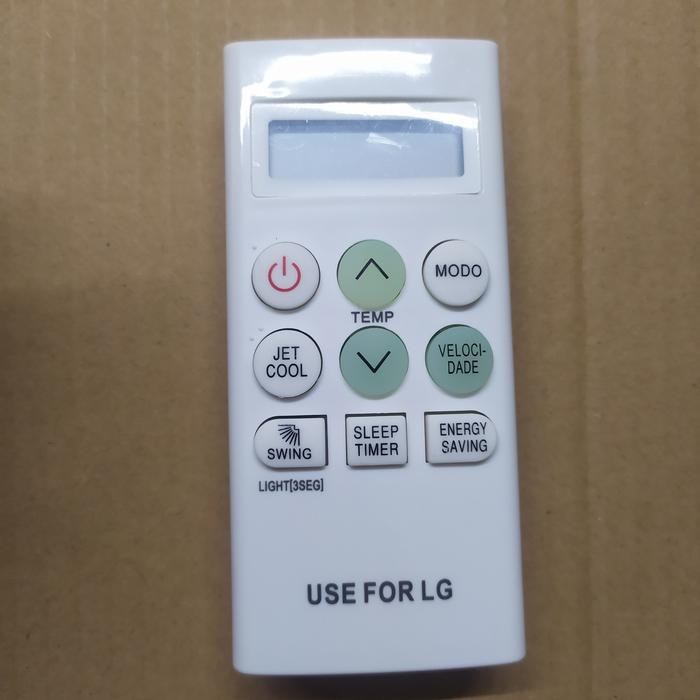 MODO
TEMP
JET
COOL
VELOCI-
DADE
SWING
SLEEP
TIMER
ENERGY
SAVING
LIGHT[3SEG]
USE FOR LG